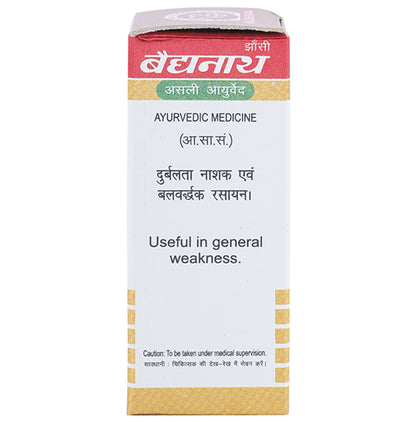 झाँसी
बैद्यनाथ
असली आयुर्वेद
AYURVEDIC MEDICINE
(आ.सा.सं.)
दुर्बलता नाशक एवं
बलवर्द्धक रसायन।
Useful in general
weakness.
Caution: To be taken under medical supervision.
सावधानी : चिकित्सक की देख-रेख में सेवन करें।